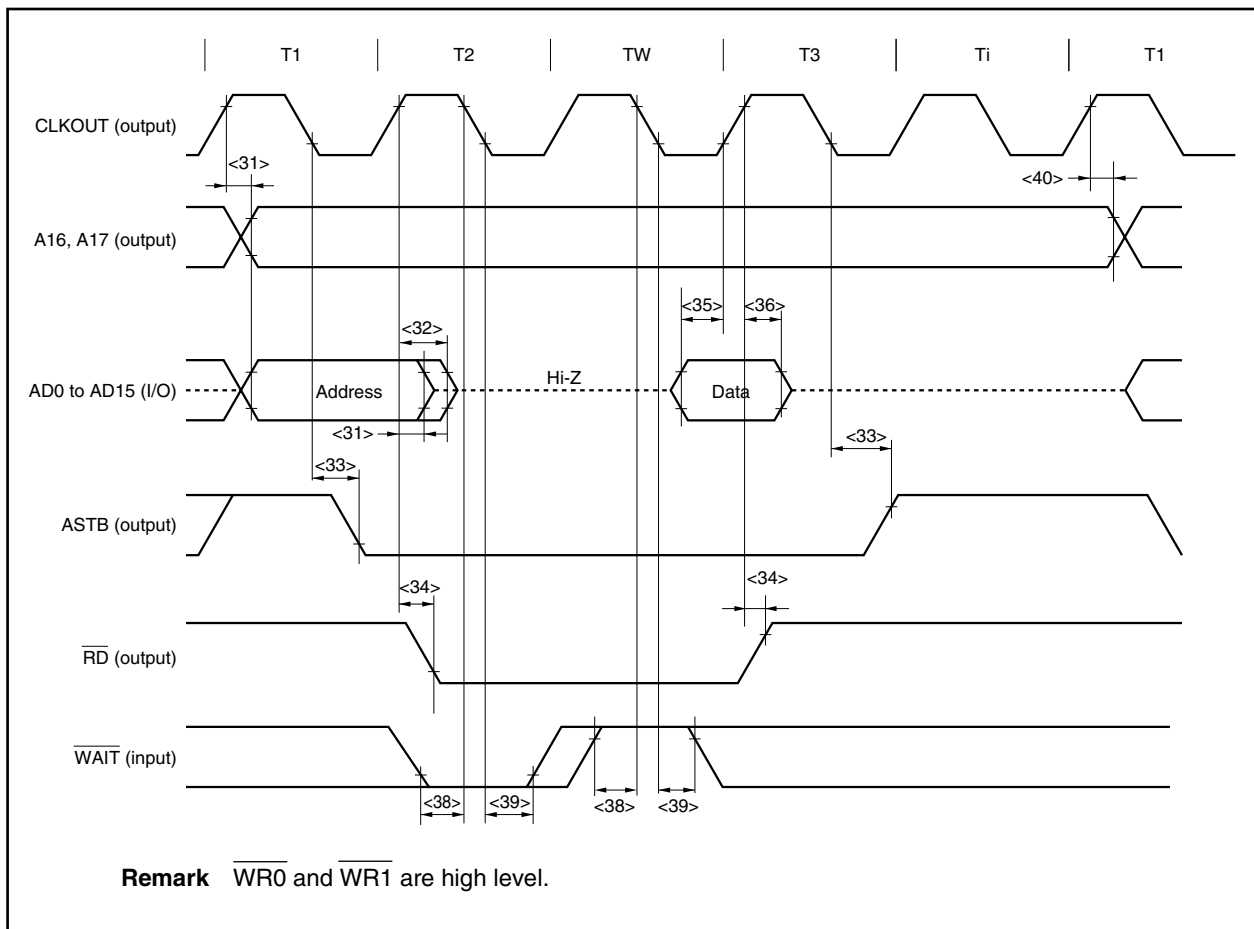 T1 T2 TW T3 Ti T1
CLKOUT (output)
<31>
<40>
A16, A17 (output)
<35> <36>
<32>
AD0 to AD15 (I/O)
Address
Hi-Z
Data
<31>
<33>
<33>
ASTB (output)
<34>
<34>
RD (output)
WAIT (input)
<38> <39> <38> <39>
Remark WR0 and WR1 are high level.